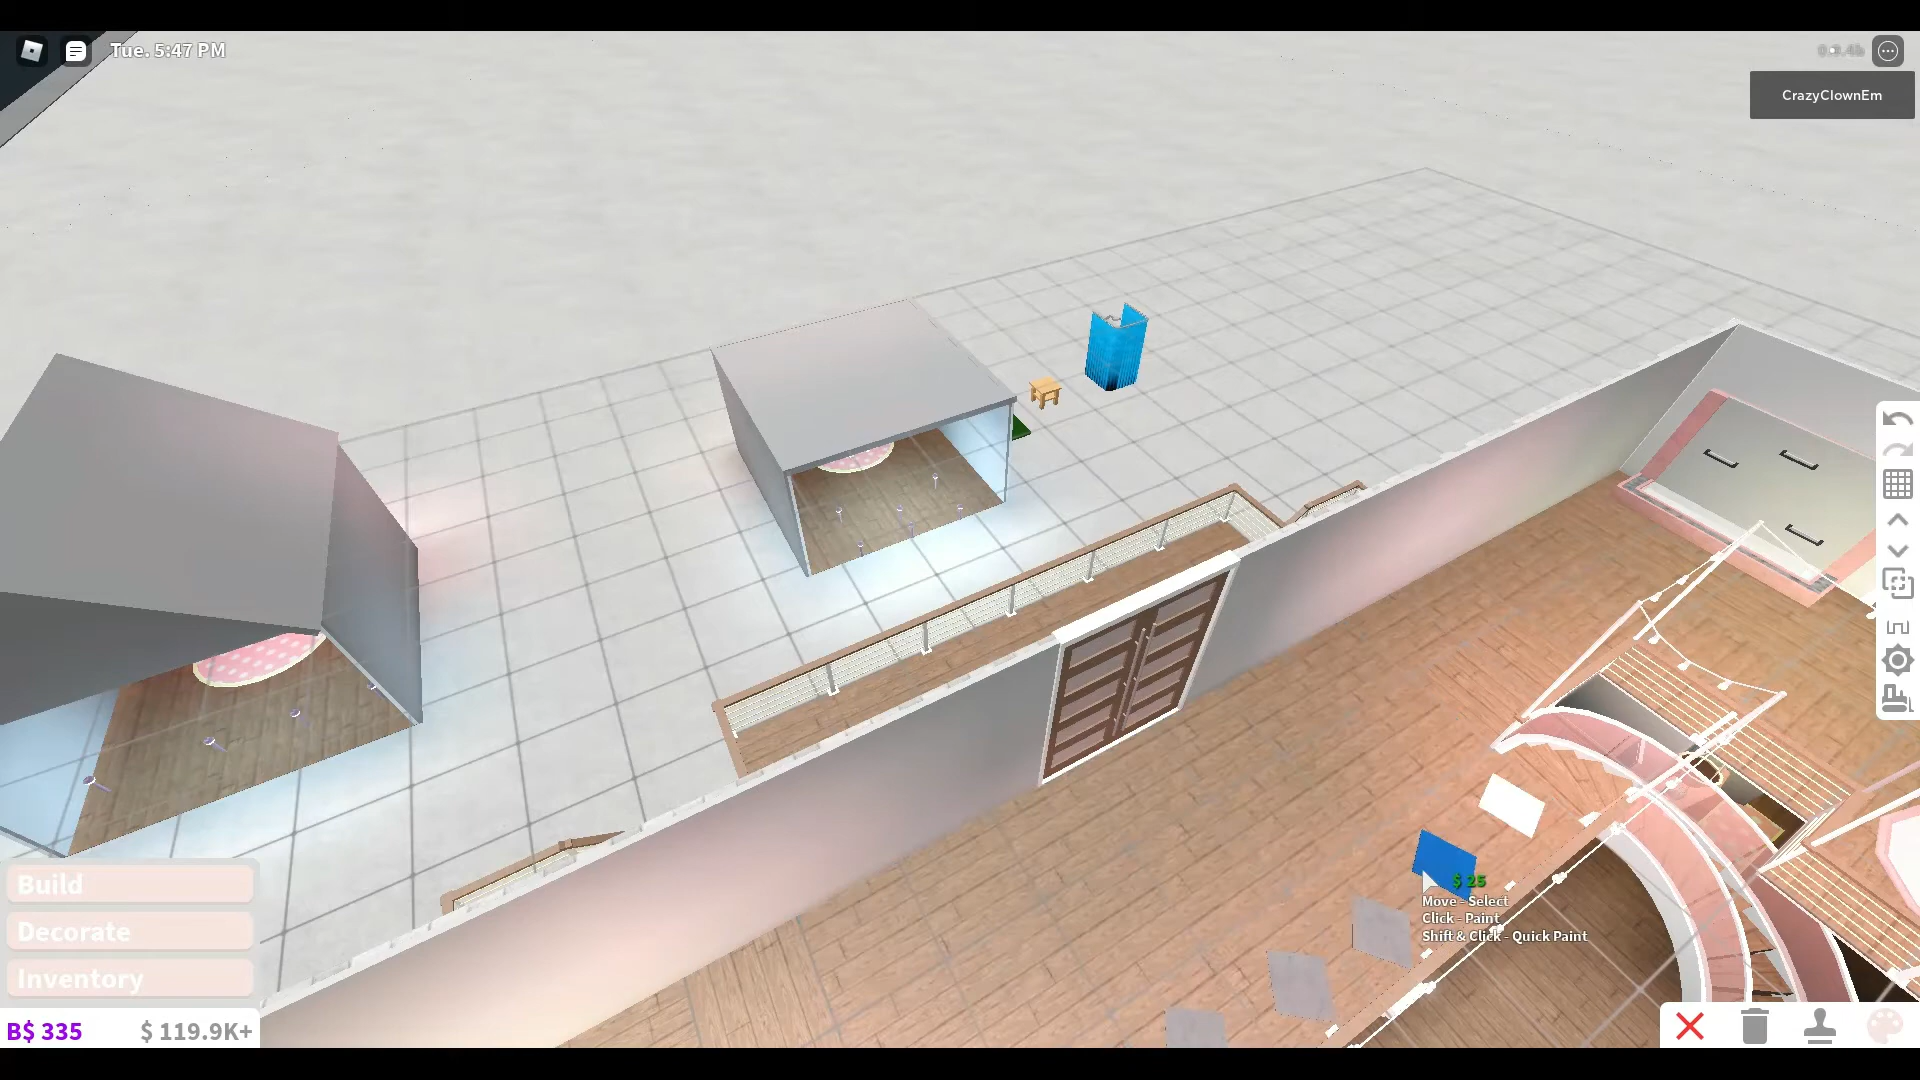 Tue. 5:47 PM
CrazyClownEm
$ 25
Move - Select
Click - Paint
Shift & Click - Quick Paint
Build
Decorate
Inventory
B$ 335
$ 119.9K+